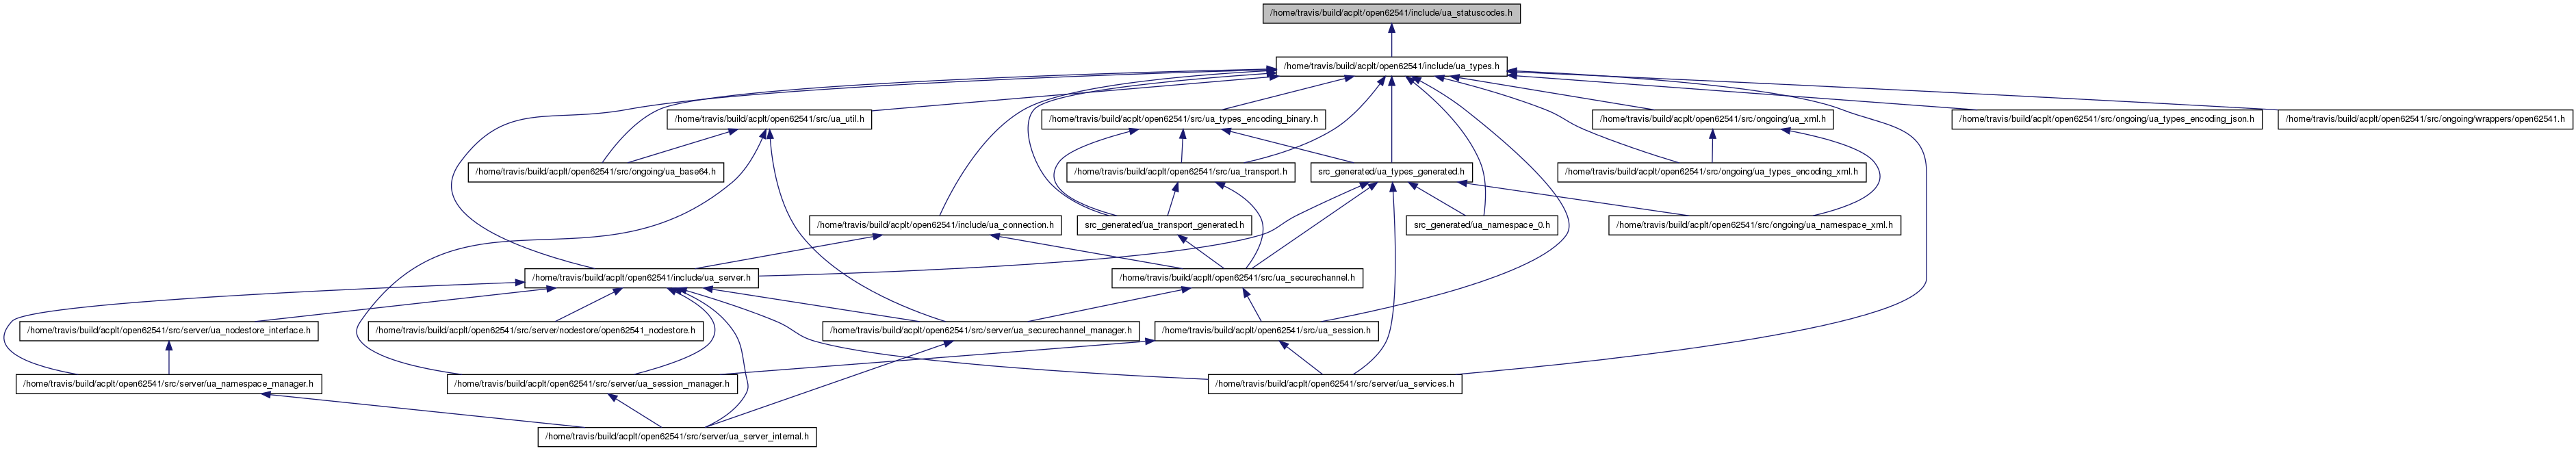 /home/travis/build/acplt/open62541/include/ua_statuscodes.h
/home/travis/build/acplt/open62541/include/ua_types.h
/home/travis/build/acplt/open62541/src/ua_util.h
/home/travis/build/acplt/open62541/src/ua_types_encoding_binary.h
/home/travis/build/acplt/open62541/src/ongoing/ua_xml.h
/home/travis/build/acplt/open62541/src/ongoing/ua_types_encoding_json.h
/home/travis/build/acplt/open62541/src/ongoing/wrappers/open62541.h
/home/travis/build/acplt/open62541/src/ongoing/ua_base64.h
/home/travis/build/acplt/open62541/src/ua_transport.h
src_generated/ua_types_generated.h
/home/travis/build/acplt/open62541/src/ongoing/ua_types_encoding_xml.h
/home/travis/build/acplt/open62541/include/ua_connection.h
src_generated/ua_transport_generated.h
src_generated/ua_namespace_0.h
/home/travis/build/acplt/open62541/src/ongoing/ua_namespace_xml.h
/home/travis/build/acplt/open62541/include/ua_server.h
/home/travis/build/acplt/open62541/src/ua_securechannel.h
/home/travis/build/acplt/open62541/src/server/ua_nodestore_interface.h
/home/travis/build/acplt/open62541/src/server/nodestore/open62541_nodestore.h
/home/travis/build/acplt/open62541/src/server/ua_securechannel_manager.h
/home/travis/build/acplt/open62541/src/ua_session.h
/home/travis/build/acplt/open62541/src/server/ua_namespace_manager.h
/home/travis/build/acplt/open62541/src/server/ua_session_manager.h
/home/travis/build/acplt/open62541/src/server/ua_services.h
/home/travis/build/acplt/open62541/src/server/ua_server_internal.h